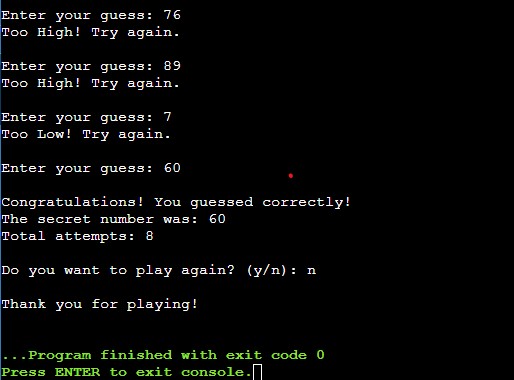 Enter your guess: 76
Too High! Try again.
Enter your guess: 89
Too High! Try again.
Enter your guess: 7
Too Low! Try again.
Enter your guess: 60
Congratulations! You guessed correctly!
The secret number was: 60
Total attempts: 8
Do you want to play again? (y/n): n
Thank you for playing!
...Program finished with exit code 0
Press ENTER to exit console.